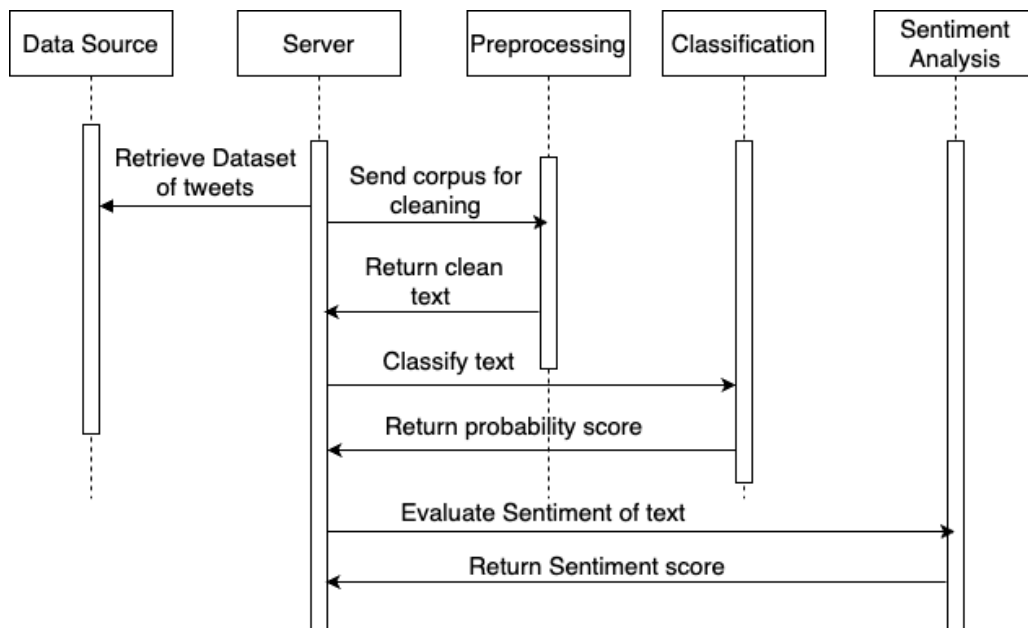 Data Source
Server
Preprocessing
Classification
Sentiment
Analysis
Retrieve Dataset
of tweets
Send corpus for
cleaning
Return clean
text
Classify text
Return probability score
Evaluate Sentiment of text
Return Sentiment score